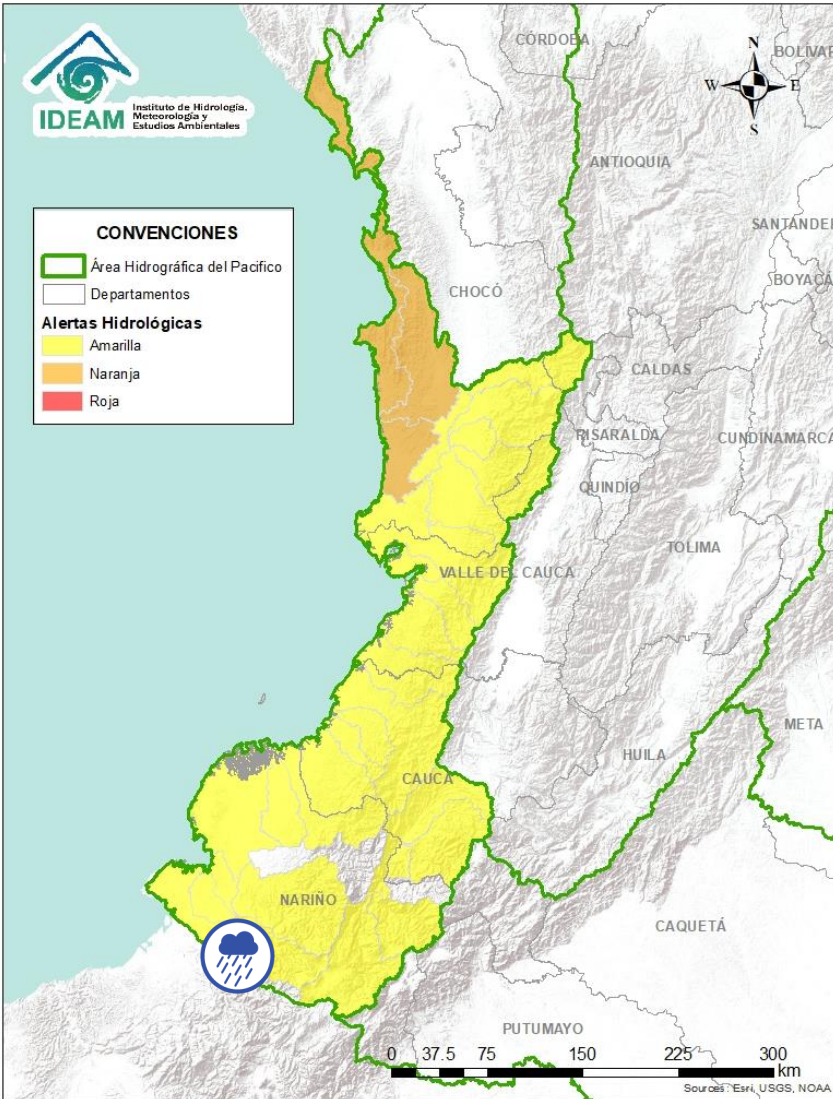 IDEAM
Instituto de Hidrología,
Meteorología y
Estudios Ambientales
N
W E
S
CONVENCIONES
Área Hidrográfica del Pacifico
Departamentos
Alertas Hidrológicas
Amarilla
Naranja
Roja
CÓRDOBA
BOLIVAR
ANTIOQUIA
SANTANDER
BOYACÁ
CHOCÓ
CALDAS
RISARALDA
CUNDINAMARCA
QUINDÍO
TOLIMA
VALLE DEL CAUCA
META
HUILA
CAUCA
NARIÑO
CAQUETÁ
PUTUMAYO
0 37.5 75 150 225 300
km
Sources: Esri, USGS, NOAA